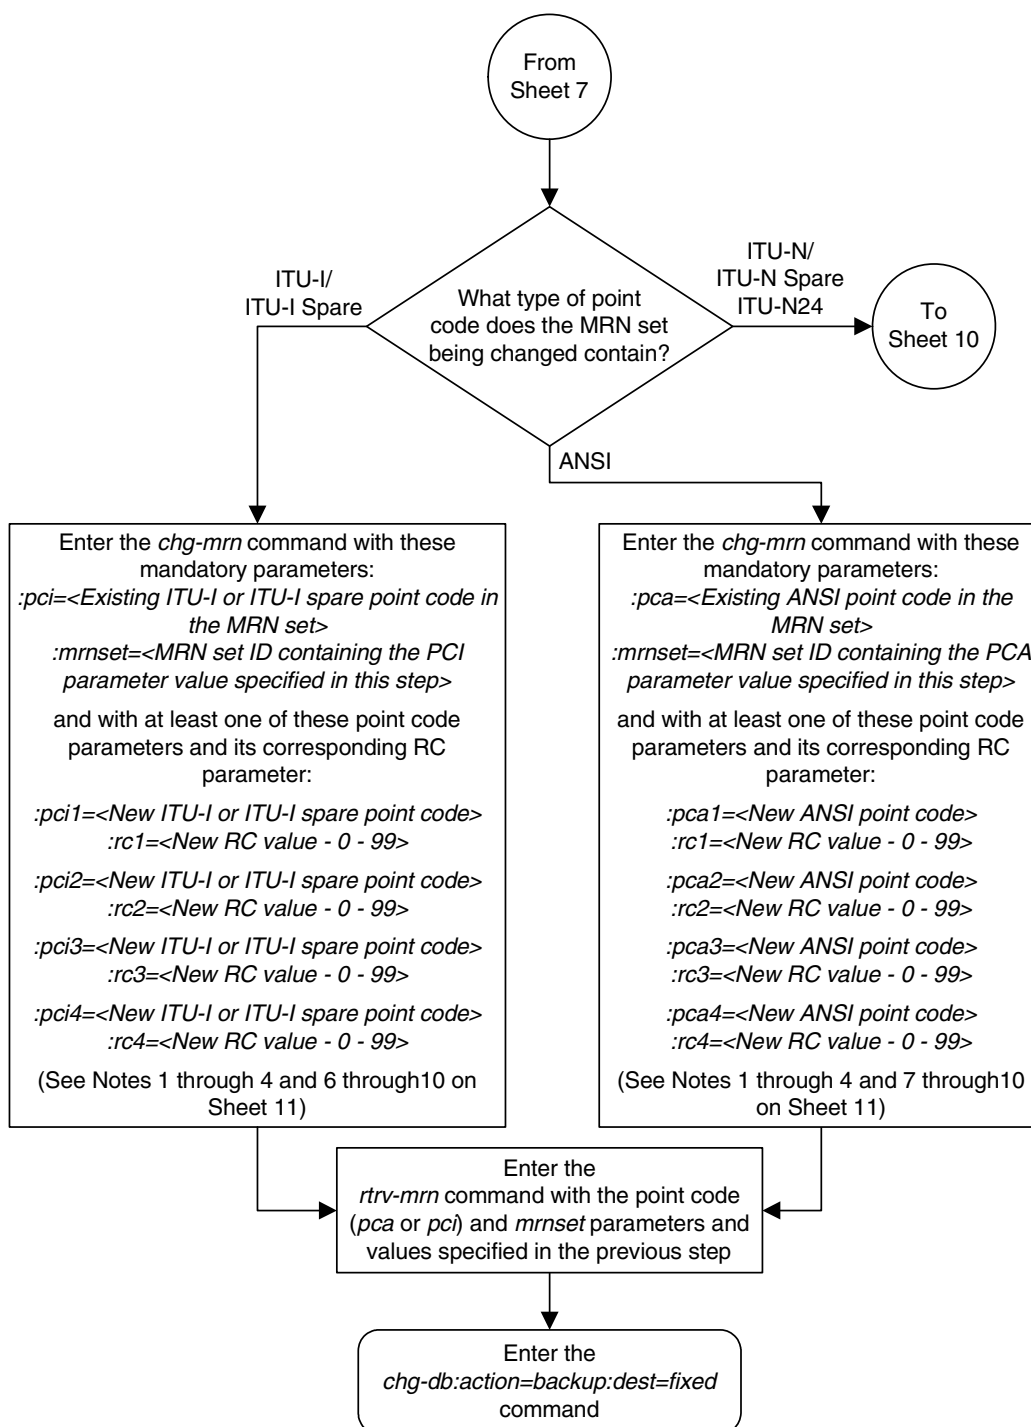 From
Sheet 7
What type of point
code does the MRN set
being changed contain?
ITU-I/
ITU-I Spare
ITU-N/
ITU-N Spare
ITU-N24
To
Sheet 10
ANSI
Enter the chg-mrn command with these
mandatory parameters:
:pci=<Existing ITU-I or ITU-I spare point code in
the MRN set>
:mrnset=<MRN set ID containing the PCI
parameter value specified in this step>
and with at least one of these point code
parameters and its corresponding RC
parameter:
:pci1=<New ITU-I or ITU-I spare point code>
:rc1=<New RC value - 0 - 99>
:pci2=<New ITU-I or ITU-I spare point code>
:rc2=<New RC value - 0 - 99>
:pci3=<New ITU-I or ITU-I spare point code>
:rc3=<New RC value - 0 - 99>
:pci4=<New ITU-I or ITU-I spare point code>
:rc4=<New RC value - 0 - 99>
(See Notes 1 through 4 and 6 through10 on
Sheet 11)
Enter the chg-mrn command with these
mandatory parameters:
:pca=<Existing ANSI point code in the
MRN set>
:mrnset=<MRN set ID containing the PCA
parameter value specified in this step>
and with at least one of these point code
parameters and its corresponding RC
parameter:
:pca1=<New ANSI point code>
:rc1=<New RC value - 0 - 99>
:pca2=<New ANSI point code>
:rc2=<New RC value - 0 - 99>
:pca3=<New ANSI point code>
:rc3=<New RC value - 0 - 99>
:pca4=<New ANSI point code>
:rc4=<New RC value - 0 - 99>
(See Notes 1 through 4 and 7 through10
on Sheet 11)
Enter the
rtrv-mrn command with the point code
(pca or pci) and mrnset parameters and
values specified in the previous step
Enter the
chg-db:action=backup:dest=fixed
command